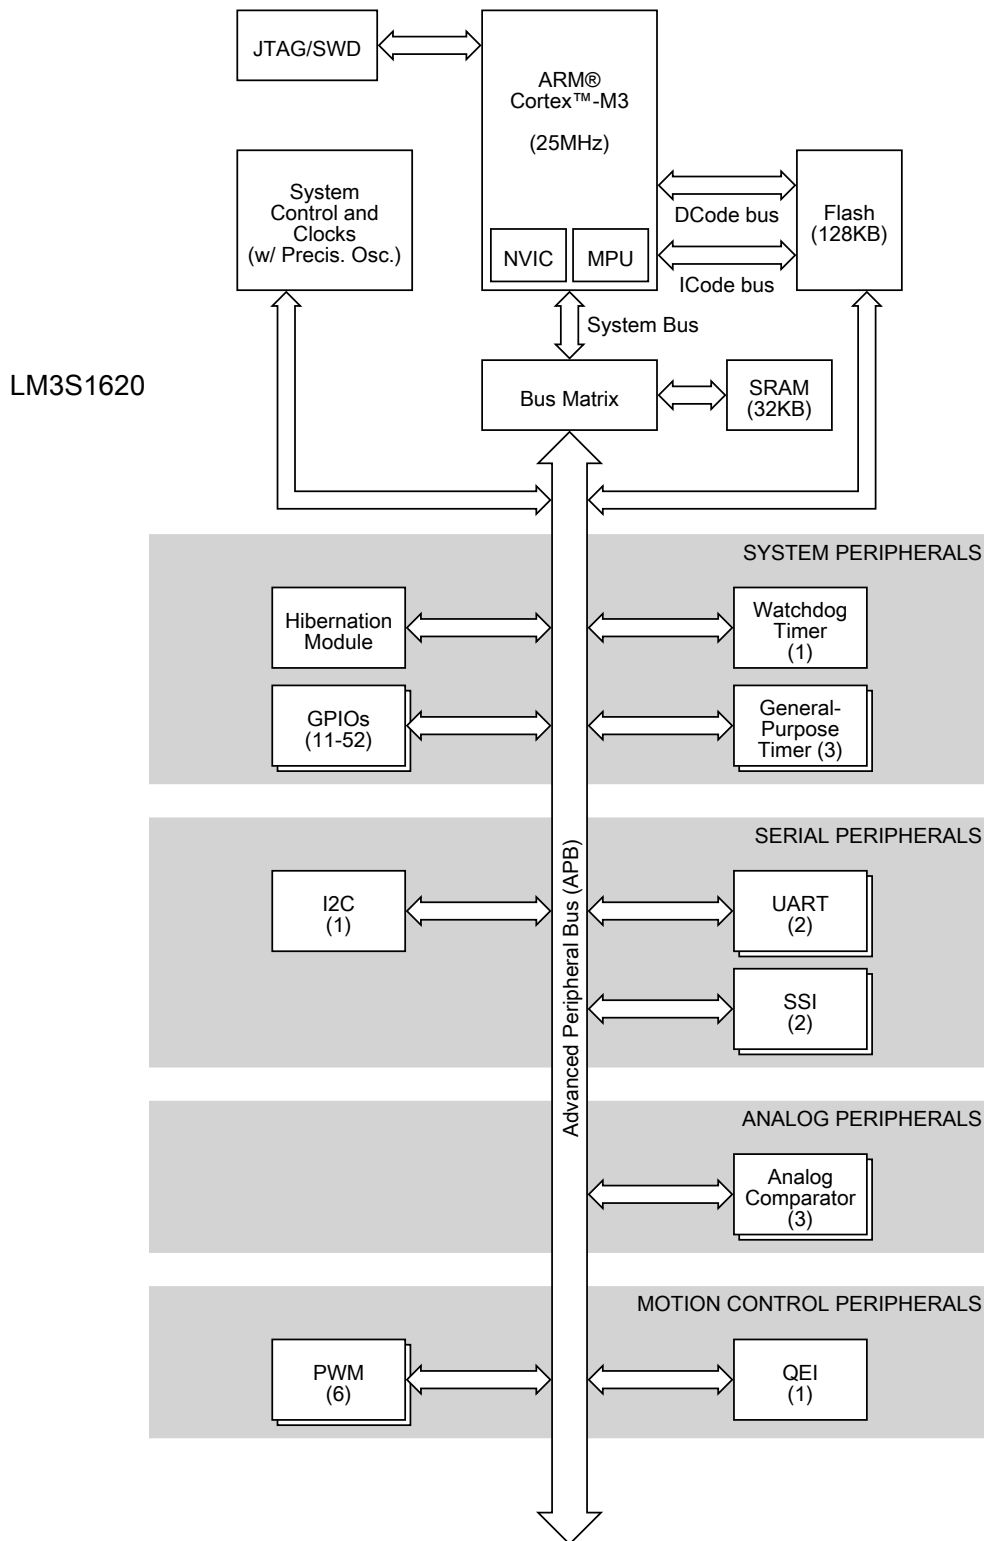 JTAG/SWD
ARM®
Cortex™-M3
(25MHz)
NVIC
MPU
System
Control and
Clocks
(w/ Precis. Osc.)
DCode bus
ICode bus
Flash
(128KB)
System Bus
LM3S1620
Bus Matrix
SRAM
(32KB)
SYSTEM PERIPHERALS
Hibernation
Module
Watchdog
Timer
(1)
GPIOs
(11-52)
General-
Purpose
Timer (3)
Advanced Peripheral Bus (APB)
SERIAL PERIPHERALS
I2C
(1)
UART
(2)
SSI
(2)
ANALOG PERIPHERALS
Analog
Comparator
(3)
MOTION CONTROL PERIPHERALS
PWM
(6)
QEI
(1)